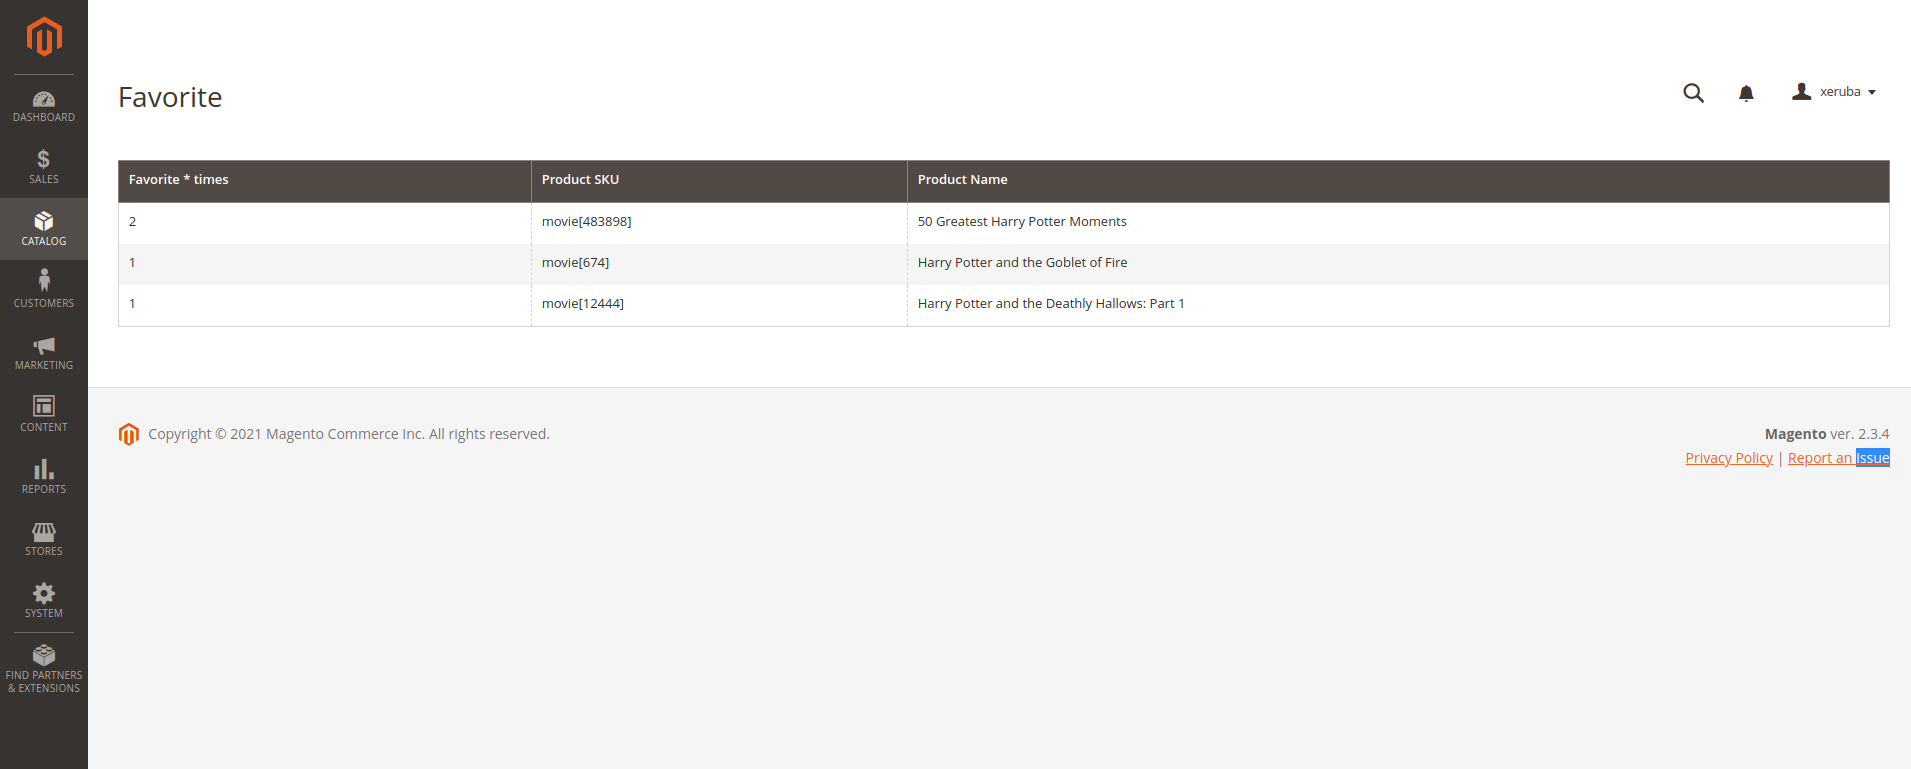 DASHBOARD
SALES
CATALOG
CUSTOMERS
MARKETING
CONTENT
REPORTS
STORES
SYSTEM
FIND PARTNERS
& EXTENSIONS
Favorite
xeruba
Favorite * times Product SKU Product Name
2 movie[483898] 50 Greatest Harry Potter Moments
1 movie[674] Harry Potter and the Goblet of Fire
1 movie[12444] Harry Potter and the Deathly Hallows: Part 1
Copyright © 2021 Magento Commerce Inc. All rights reserved.
Magento ver. 2.3.4
Privacy Policy | Report an Issue